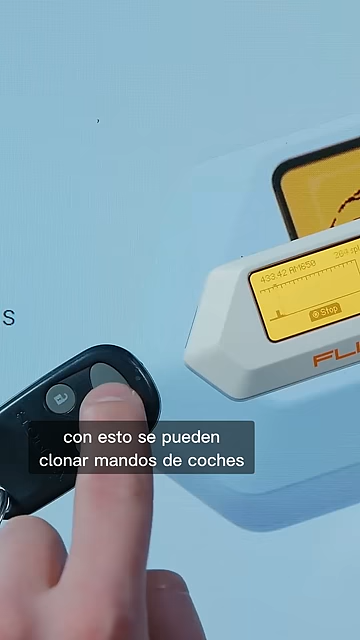 433.42 AM650
Stop
FL
S
con esto se pueden
clonar mandos de coches